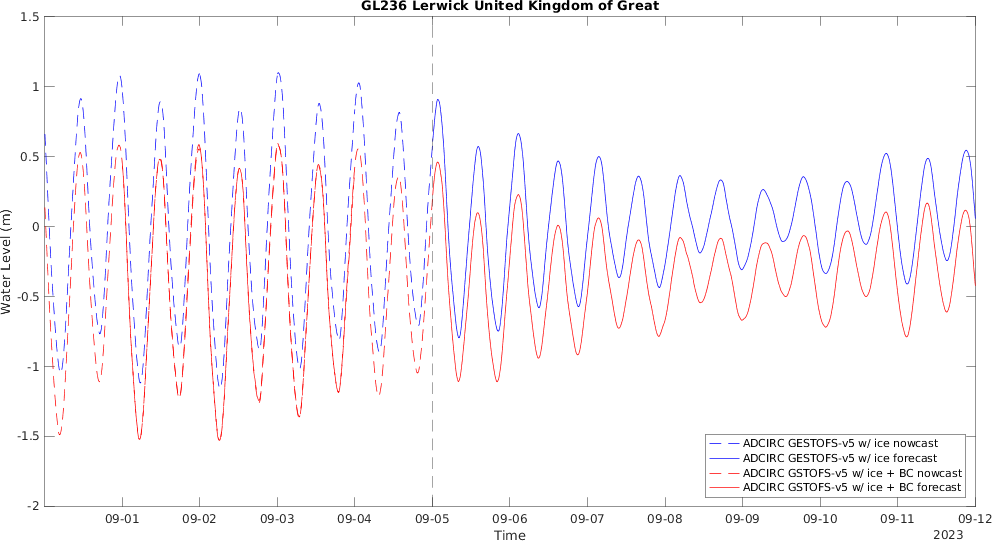 GL236 Lerwick United Kingdom of Great
1.5
1
0.5
0
-0.5
-1
-1.5
-2
Water Level (m)
09-01 09-02 09-03 09-04 09-05 09-06 09-07 09-08 09-09 09-10 09-11 09-12
Time
2023
ADCIRC GESTOFS-v5 w/ ice nowcast
ADCIRC GESTOFS-v5 w/ ice forecast
ADCIRC GSTOFS-v5 w/ ice + BC nowcast
ADCIRC GSTOFS-v5 w/ ice + BC forecast